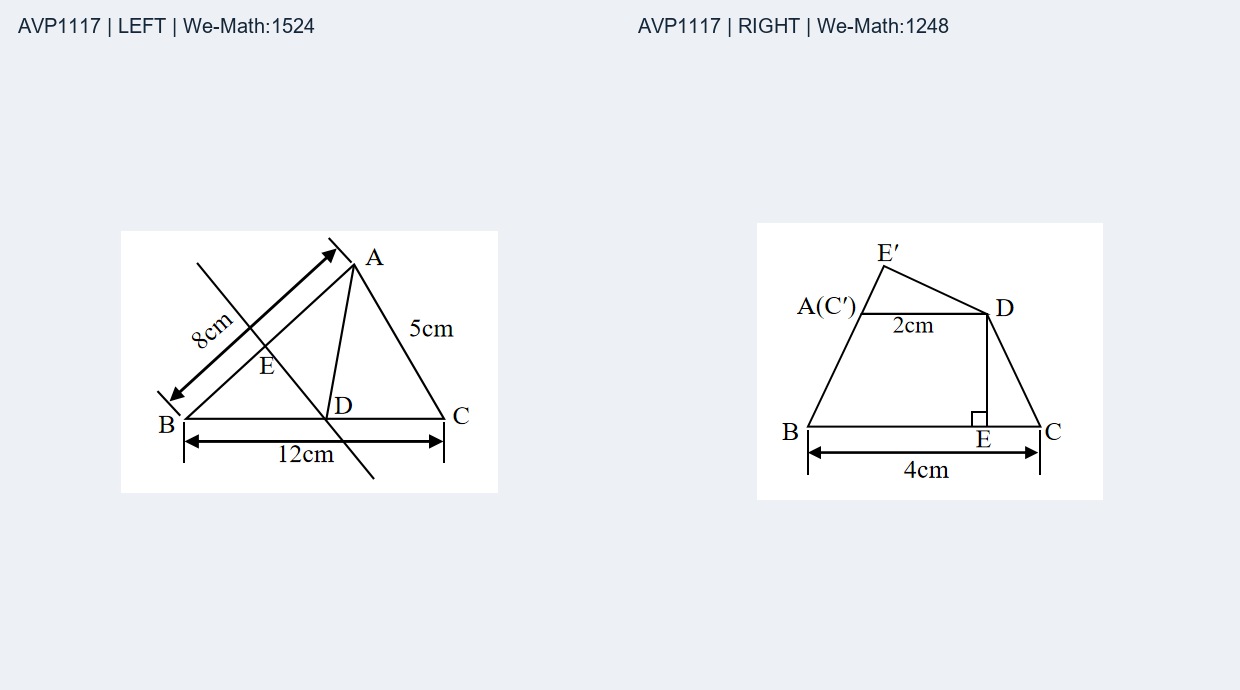 AVP1117 | LEFT | We-Math:1524
A
8cm
5cm
E
D
B
C
12cm
AVP1117 | RIGHT | We-Math:1248
E′
A(C′)
D
2cm
B
E
C
4cm